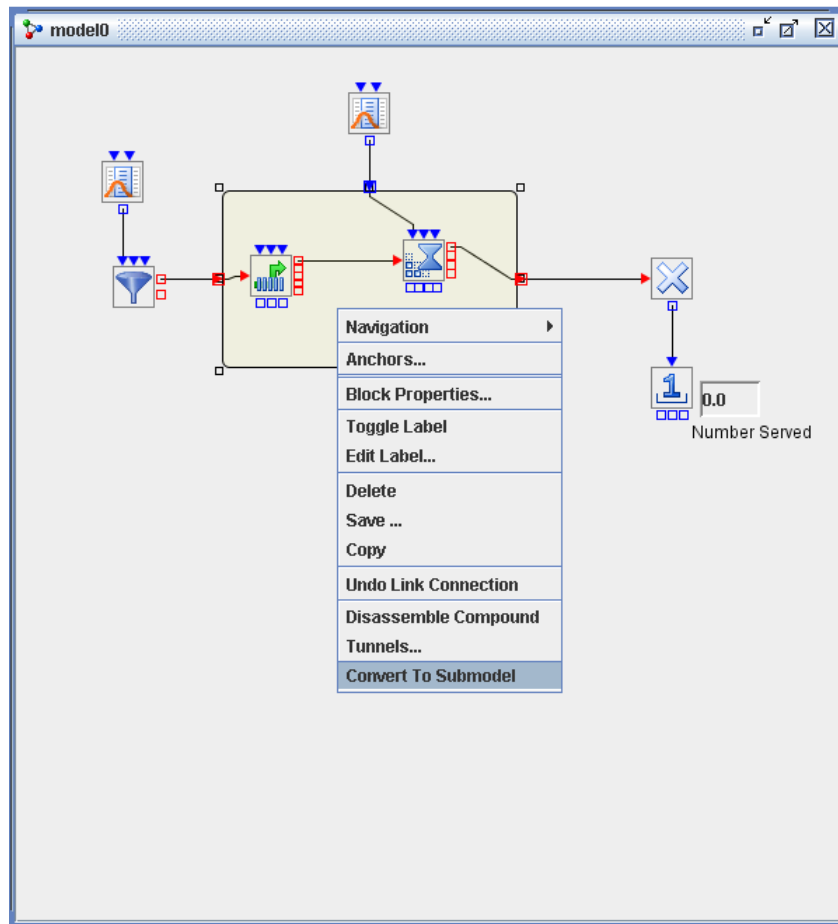 model0
Navigation
Anchors...
Block Properties...
Toggle Label
Edit Label...
Delete
Save ...
Copy
Undo Link Connection
Disassemble Compound
Tunnels...
Convert To Submodel
1
0.0
Number Served